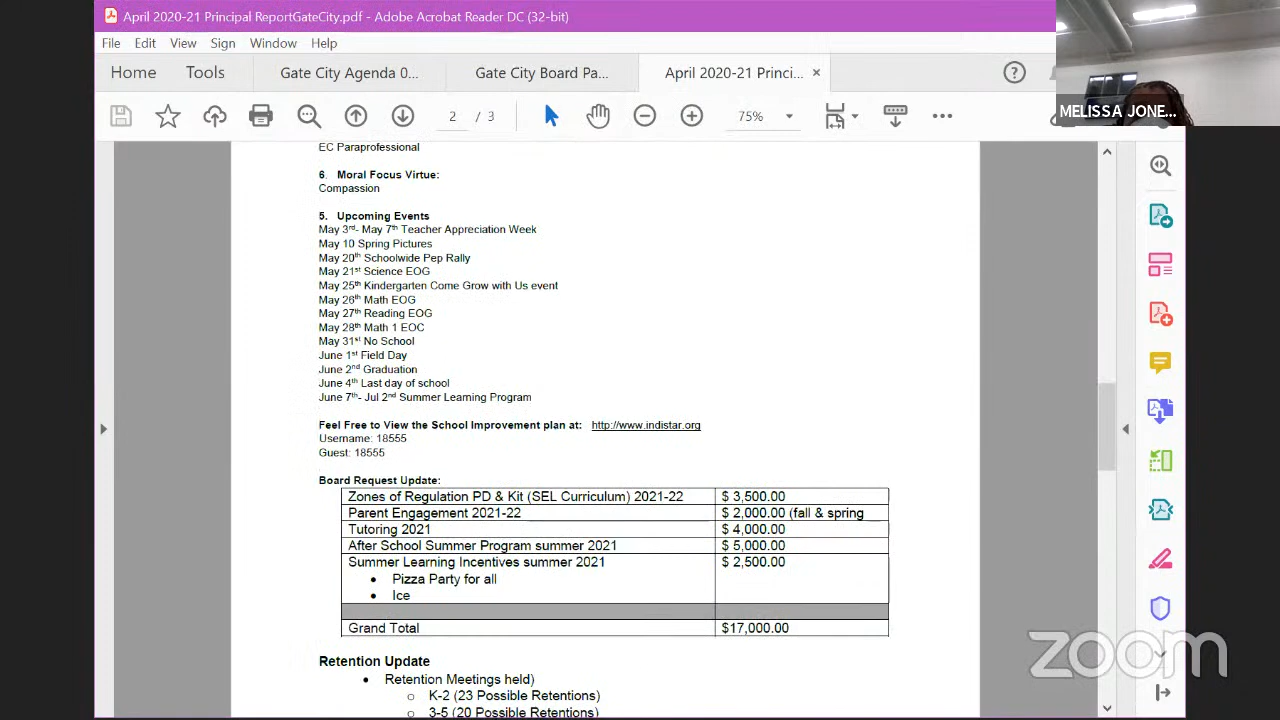 April 2020-21 Principal ReportGateCity.pdf - Adobe Acrobat Reader DC (32-bit)
File Edit View Sign Window Help
Home Tools Gate City Agenda 0... Gate City Board Pa... April 2020-21 Princi... ×
2 / 3 75%
MELISSA JONE...
EC Paraprofessional
6. Moral Focus Virtue:
Compassion
5. Upcoming Events
May 3rd- May 7th Teacher Appreciation Week
May 10 Spring Pictures
May 20th Schoolwide Pep Rally
May 21st Science EOG
May 25th Kindergarten Come Grow with Us event
May 26th Math EOG
May 27th Reading EOG
May 28th Math 1 EOC
May 31st No School
June 1st Field Day
June 2nd Graduation
June 4th Last day of school
June 7th- Jul 2nd Summer Learning Program
Feel Free to View the School Improvement plan at: http://www.indistar.org
Username: 18555
Guest: 18555
Board Request Update:
Zones of Regulation PD & Kit (SEL Curriculum) 2021-22 $ 3,500.00
Parent Engagement 2021-22 $ 2,000.00 (fall & spring
Tutoring 2021 $ 4,000.00
After School Summer Program summer 2021 $ 5,000.00
Summer Learning Incentives summer 2021 $ 2,500.00
• Pizza Party for all
• Ice
Grand Total $17,000.00
Retention Update
• Retention Meetings held)
○ K-2 (23 Possible Retentions)
○ 3-5 (20 Possible Retentions)
zoom